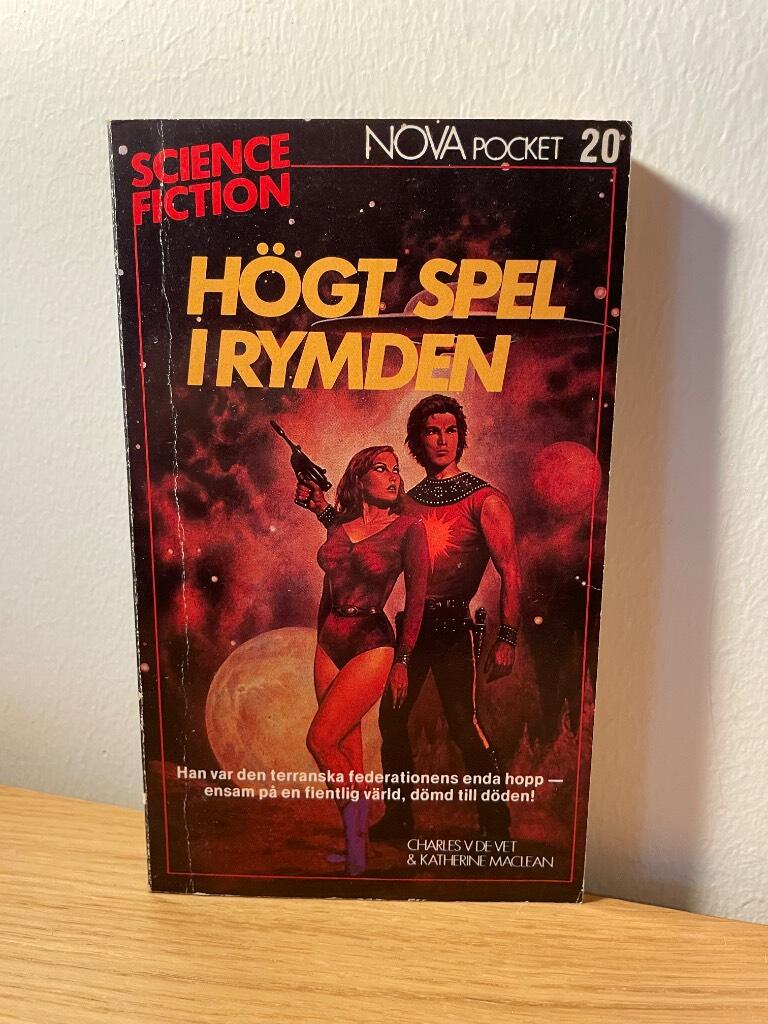 SCIENCE
FICTION
NOVA POCKET 20
HÖGT SPEL
I RYMDEN
Han var den terranska federationens enda hopp —
ensam på en fientlig värld, dömd till döden!
CHARLES V DE VET
& KATHERINE MACLEAN